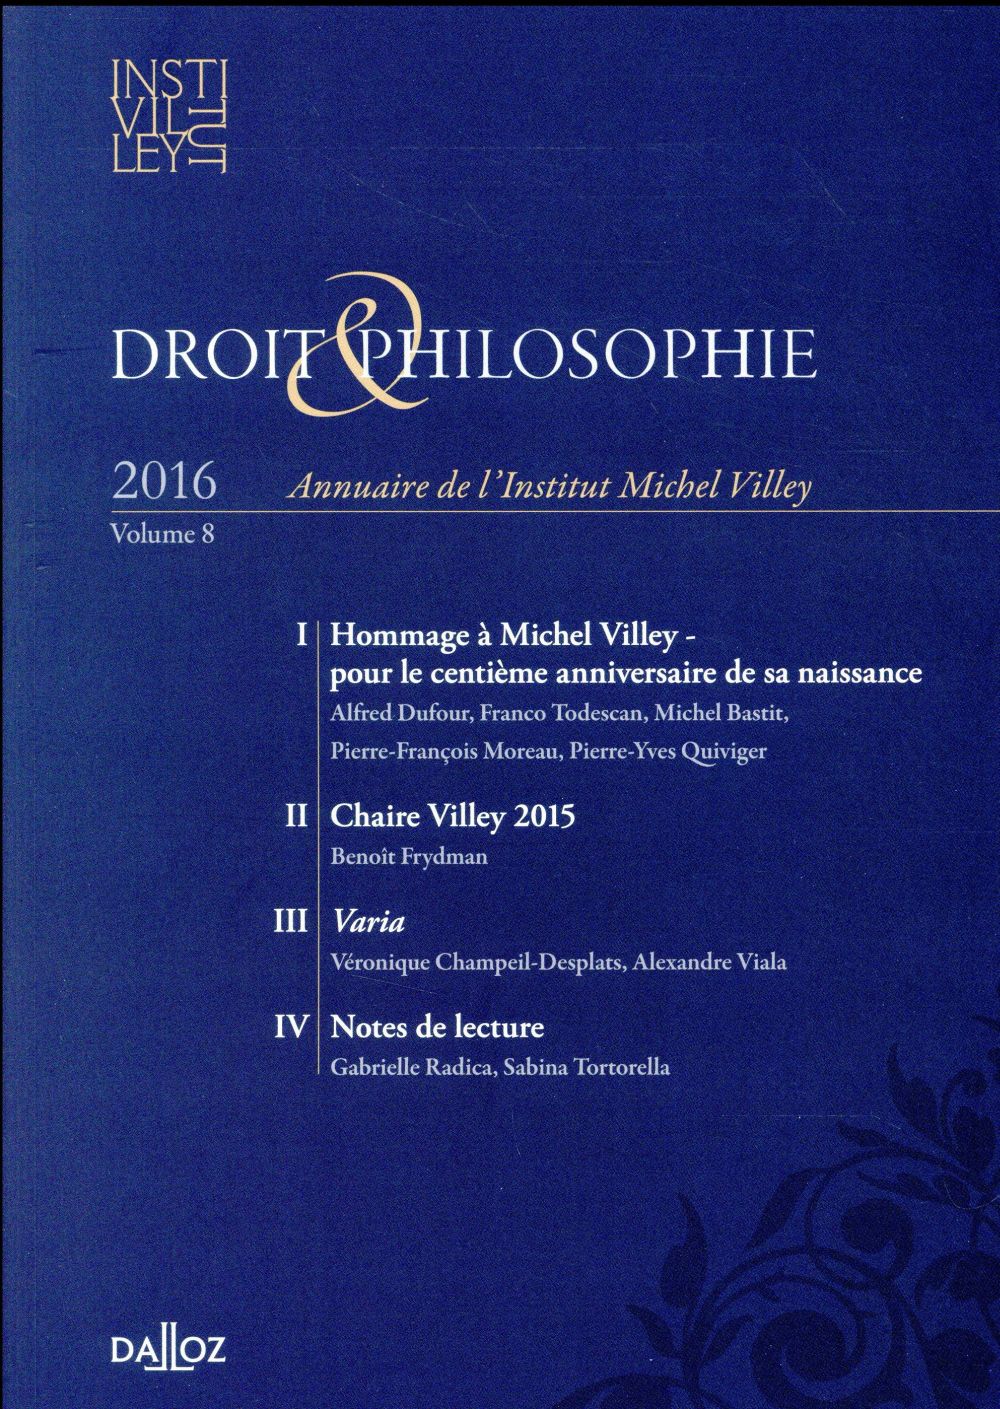 INSTI
VIL
LEY
TUT
DROIT & PHILOSOPHIE
2016 Annuaire de l'Institut Michel Villey
Volume 8
I Hommage à Michel Villey -
pour le centième anniversaire de sa naissance
Alfred Dufour, Franco Todescan, Michel Bastit,
Pierre-François Moreau, Pierre-Yves Quiviger
II Chaire Villey 2015
Benoît Frydman
III Varia
Véronique Champeil-Desplats, Alexandre Viala
IV Notes de lecture
Gabrielle Radica, Sabina Tortorella
DALLOZ